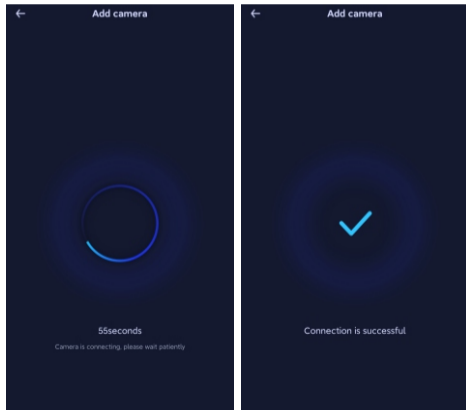 Add camera
55seconds
Camera is connecting, please wait patiently
Add camera
Connection is successful